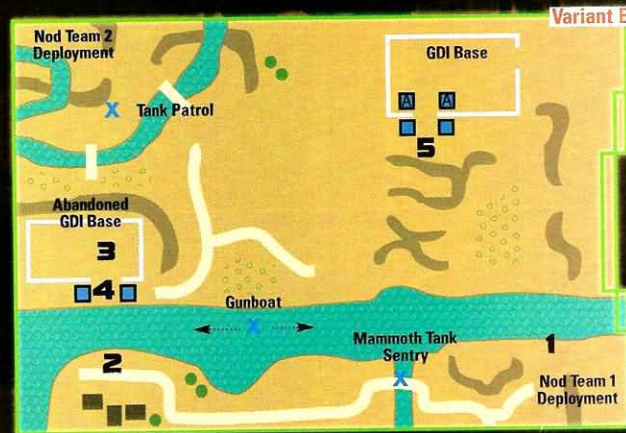 Variant B
Nod Team 2
Deployment
GDI Base
A A
X Tank Patrol
5
Abandoned
GDI Base
3
4
Gunboat
X
Mammoth Tank
Sentry
X
1
2
Nod Team 1
Deployment